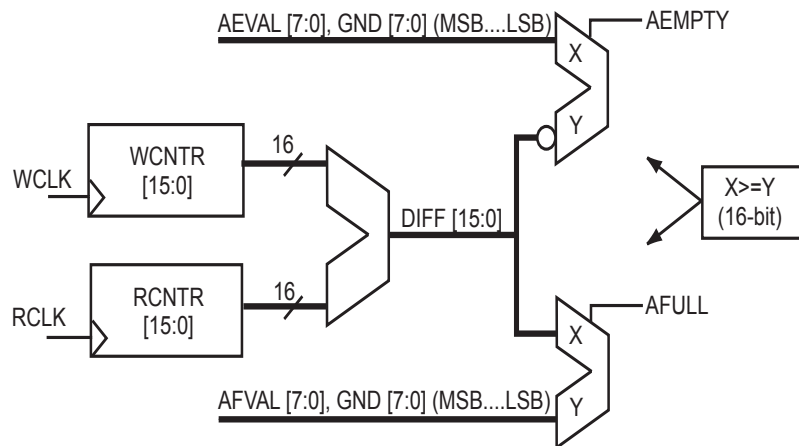 AEVAL [7:0], GND [7:0] (MSB....LSB)
AEMPTY
X
Y
WCLK
WCNTR
[15:0]
16
DIFF [15:0]
X>=Y
(16-bit)
RCLK
RCNTR
[15:0]
16
AFULL
X
Y
AFVAL [7:0], GND [7:0] (MSB....LSB)